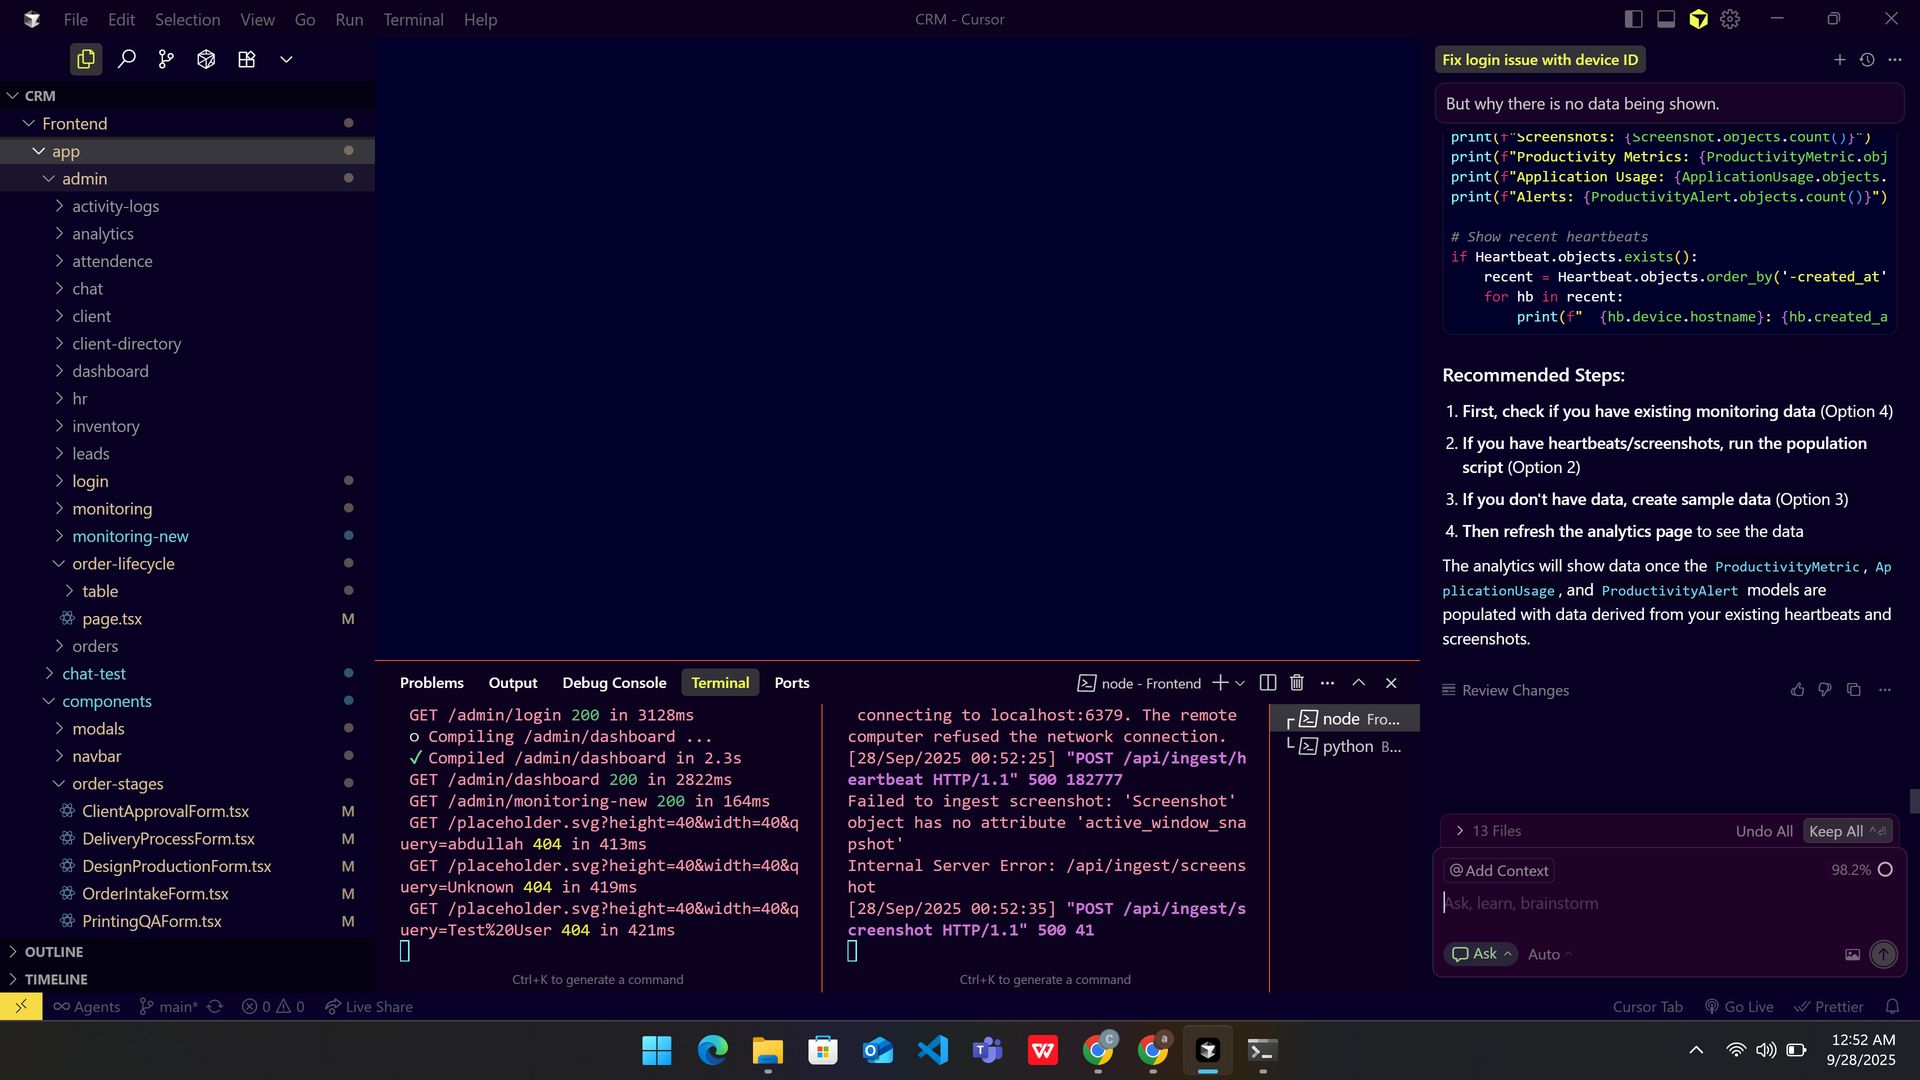 File Edit Selection View Go Run Terminal Help
CRM - Cursor
CRM
Frontend
app
admin
activity-logs
analytics
attendence
chat
client
client-directory
dashboard
hr
inventory
leads
login
monitoring
monitoring-new
order-lifecycle
table
page.tsx M
orders
chat-test
components
modals
navbar
order-stages
ClientApprovalForm.tsx M
DeliveryProcessForm.tsx M
DesignProductionForm.tsx M
OrderIntakeForm.tsx M
PrintingQAForm.tsx M
OUTLINE
TIMELINE
Problems Output Debug Console Terminal Ports
node - Frontend
GET /admin/login 200 in 3128ms
○ Compiling /admin/dashboard ...
✓ Compiled /admin/dashboard in 2.3s
GET /admin/dashboard 200 in 2822ms
GET /admin/monitoring-new 200 in 164ms
GET /placeholder.svg?height=40&width=40&q
uery=abdullah 404 in 413ms
GET /placeholder.svg?height=40&width=40&q
uery=Unknown 404 in 419ms
GET /placeholder.svg?height=40&width=40&q
uery=Test%20User 404 in 421ms
Ctrl+K to generate a command
connecting to localhost:6379. The remote
computer refused the network connection.
[28/Sep/2025 00:52:25] "POST /api/ingest/h
eartbeat HTTP/1.1" 500 182777
Failed to ingest screenshot: 'Screenshot'
object has no attribute 'active_window_sna
pshot'
Internal Server Error: /api/ingest/screens
hot
[28/Sep/2025 00:52:35] "POST /api/ingest/s
creenshot HTTP/1.1" 500 41
Ctrl+K to generate a command
node Fro...
python B...
Fix login issue with device ID
But why there is no data being shown.
print(f"Screenshots: {Screenshot.objects.count()}")
print(f"Productivity Metrics: {ProductivityMetric.obj
print(f"Application Usage: {ApplicationUsage.objects.
print(f"Alerts: {ProductivityAlert.objects.count()}")
# Show recent heartbeats
if Heartbeat.objects.exists():
recent = Heartbeat.objects.order_by('-created_at'
for hb in recent:
print(f"  {hb.device.hostname}: {hb.created_a
Recommended Steps:
1. First, check if you have existing monitoring data (Option 4)
2. If you have heartbeats/screenshots, run the population
script (Option 2)
3. If you don't have data, create sample data (Option 3)
4. Then refresh the analytics page to see the data
The analytics will show data once the ProductivityMetric, Ap
plicationUsage, and ProductivityAlert models are
populated with data derived from your existing heartbeats and
screenshots.
Review Changes
13 Files Undo All Keep All
@Add Context 98.2%
Ask, learn, brainstorm
Ask Auto
Agents main* 0 0 Live Share
Cursor Tab Go Live Prettier
12:52 AM
9/28/2025